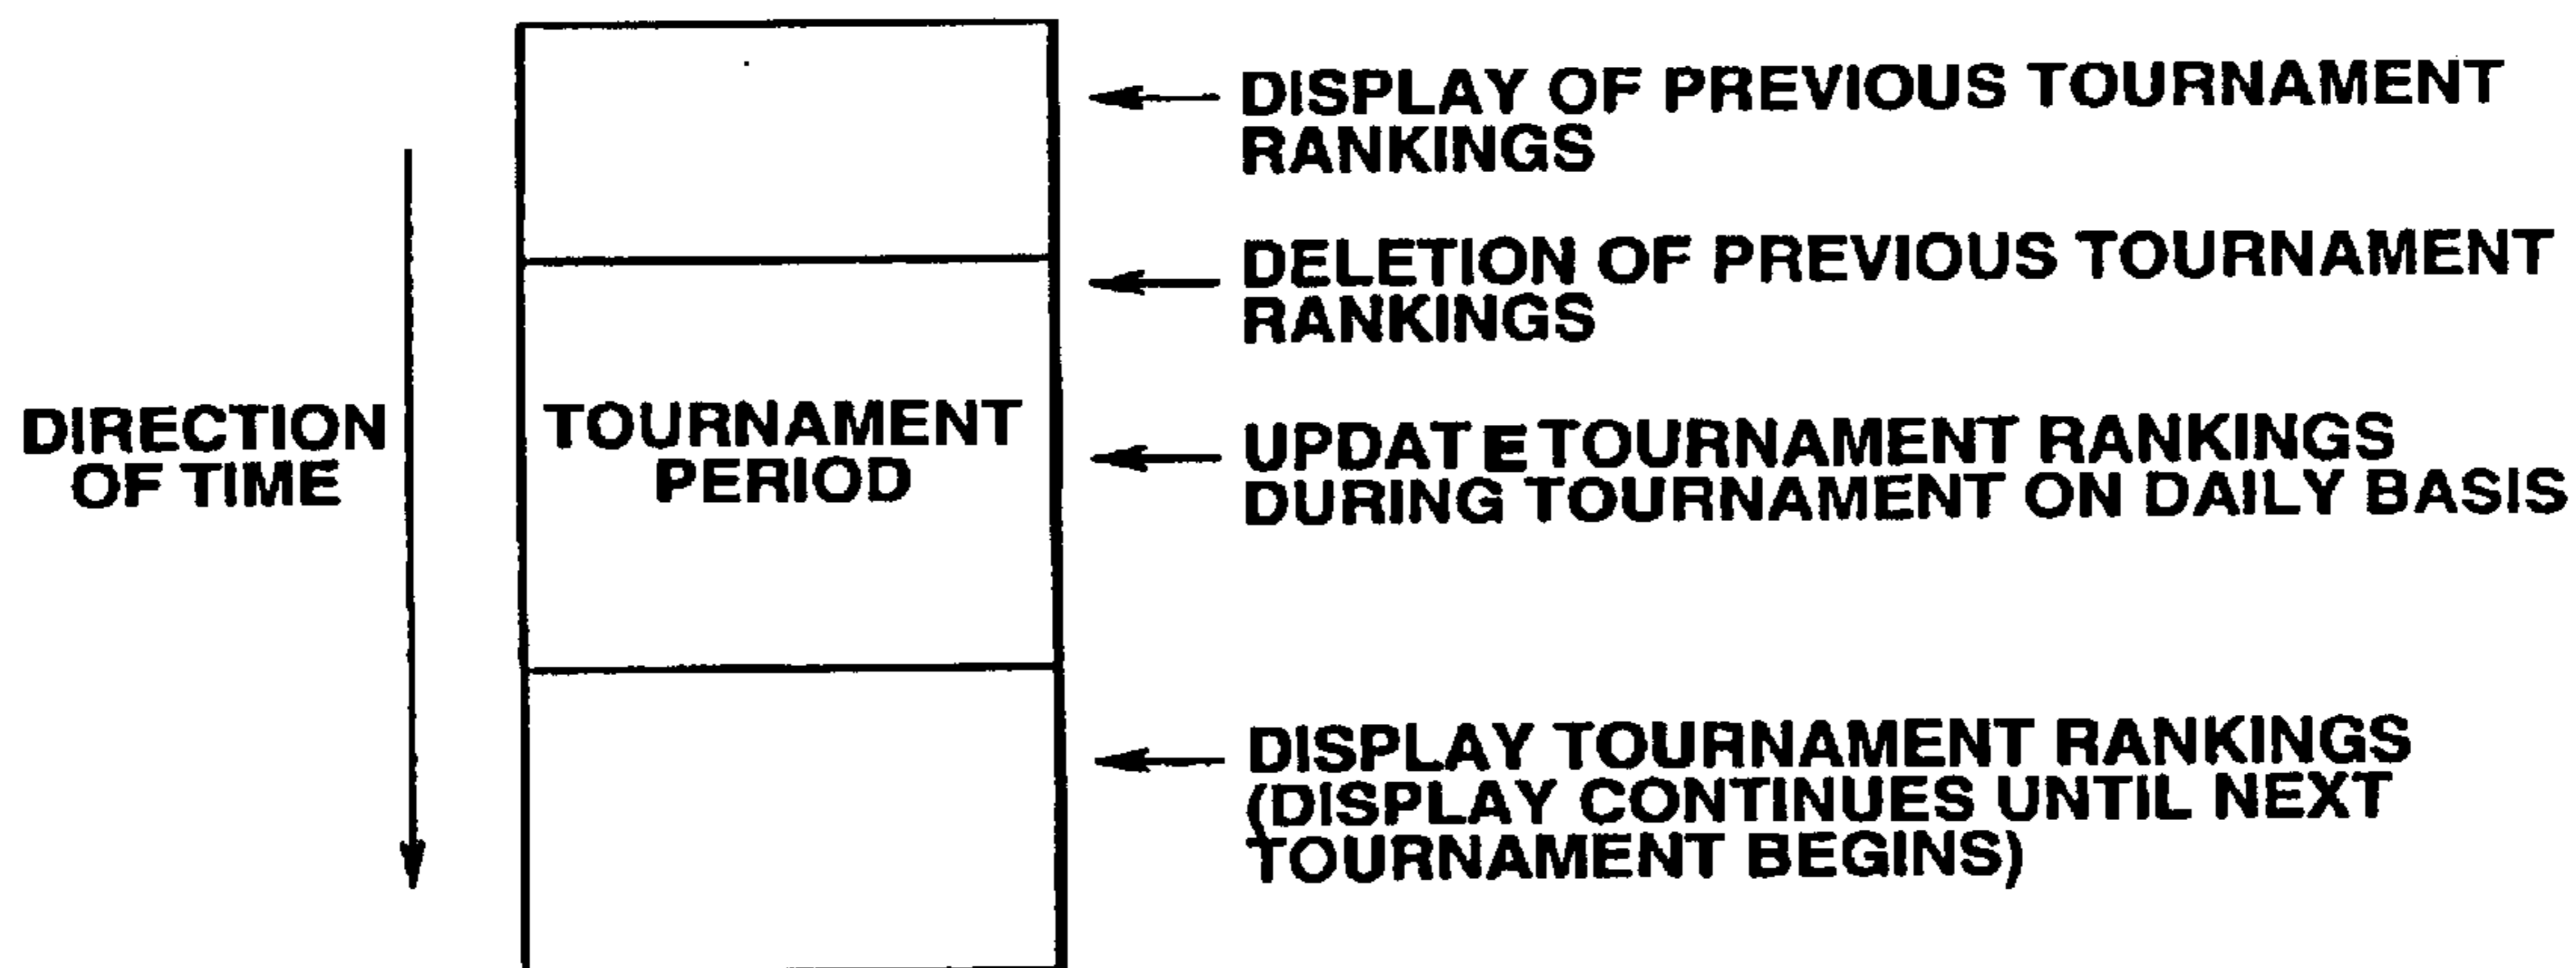 DISPLAY OF PREVIOUS TOURNAMENT
RANKINGS
DELETION OF PREVIOUS TOURNAMENT
RANKINGS
DIRECTION
OF TIME
TOURNAMENT
PERIOD
UPDATE TOURNAMENT RANKINGS
DURING TOURNAMENT ON DAILY BASIS
DISPLAY TOURNAMENT RANKINGS
(DISPLAY CONTINUES UNTIL NEXT
TOURNAMENT BEGINS)